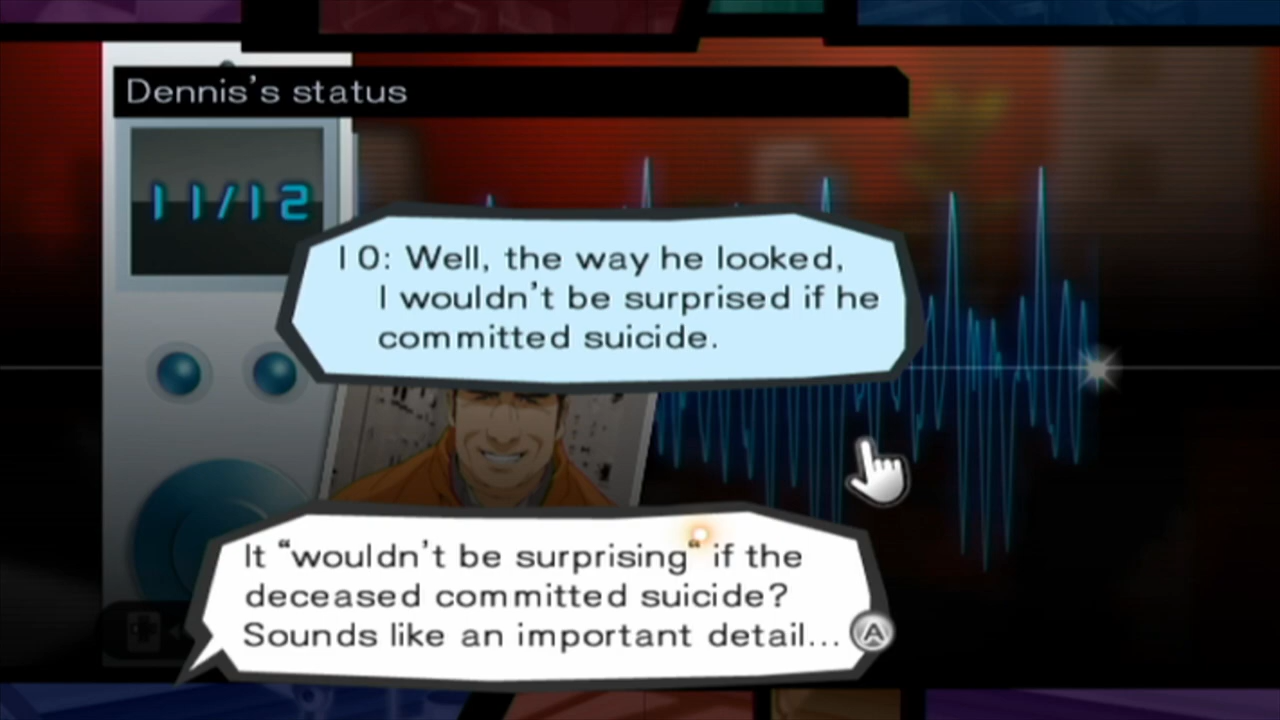 Dennis's status
11/12
10: Well, the way he looked,
I wouldn't be surprised if he
committed suicide.
It “wouldn't be surprising“ if the
deceased committed suicide?
Sounds like an important detail...
A